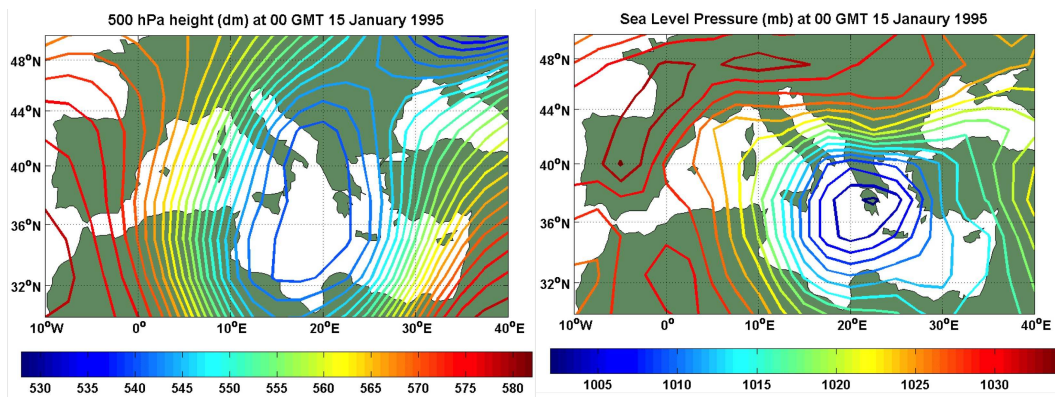 500 hPa height (dm) at 00 GMT 15 January 1995
48°N
44°N
40°N
36°N
32°N
10°W 0° 10°E 20°E 30°E 40°E
530 535 540 545 550 555 560 565 570 575 580
Sea Level Pressure (mb) at 00 GMT 15 Janaury 1995
48°N
44°N
40°N
36°N
32°N
10°W 0° 10°E 20°E 30°E 40°E
1005 1010 1015 1020 1025 1030